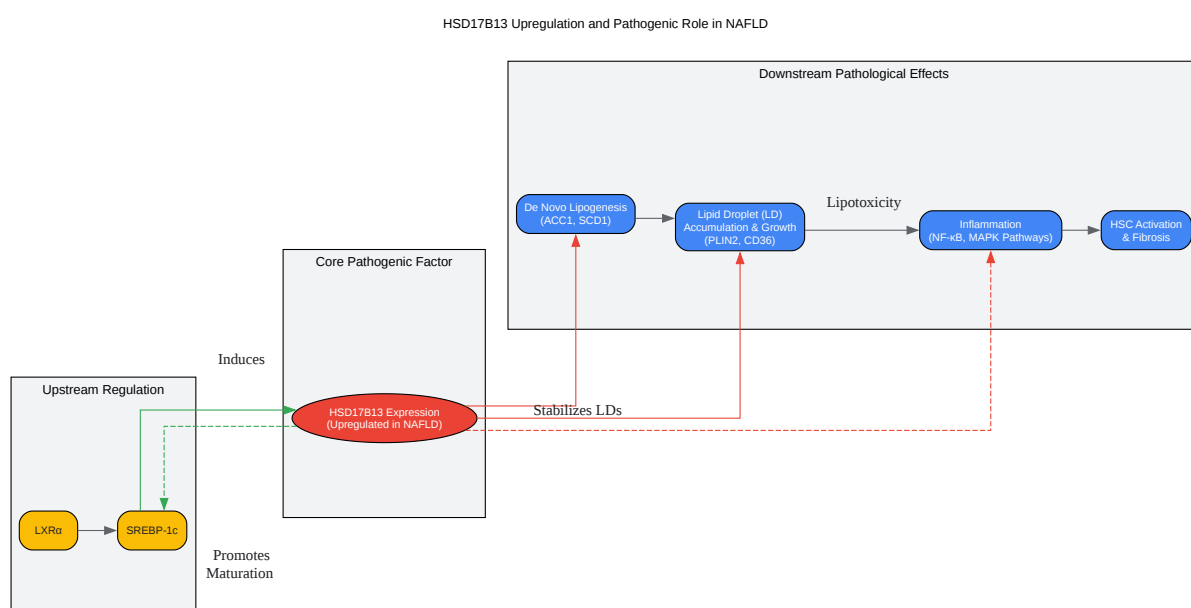 HSD17B13 Upregulation and Pathogenic Role in NAFLD
Downstream Pathological Effects
De Novo Lipogenesis
(ACC1, SCD1)
Lipid Droplet (LD)
Accumulation & Growth
(PLIN2, CD36)
Lipotoxicity
Inflammation
(NF-κB, MAPK Pathways)
HSC Activation
& Fibrosis
Core Pathogenic Factor
Induces
HSD17B13 Expression
(Upregulated in NAFLD)
Stabilizes LDs
Upstream Regulation
LXRα
SREBP-1c
Promotes
Maturation